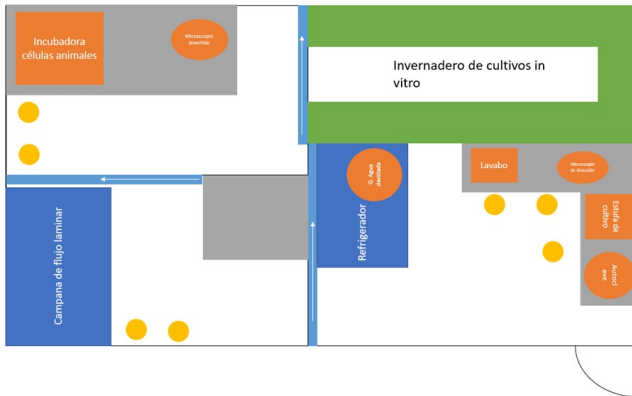 Incubadora
células animales
Microscopio
invertido
Invernadero de cultivos in
vitro
Campana de flujo laminar
Refrigerador
G. Agua
destilada
Lavabo
Microscopio
de disección
Estufa de
cultivo
Autocl
ave